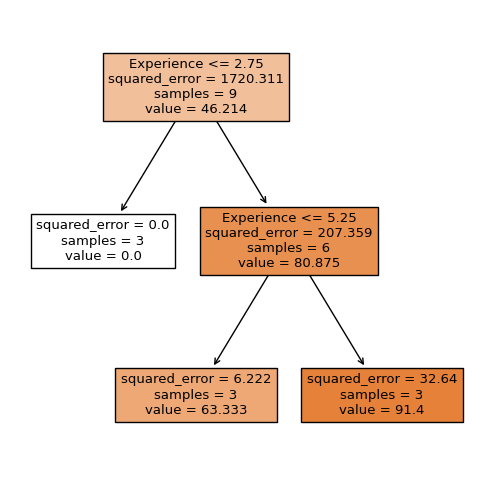 Experience <= 2.75
squared_error = 1720.311
samples = 9
value = 46.214
squared_error = 0.0
samples = 3
value = 0.0
Experience <= 5.25
squared_error = 207.359
samples = 6
value = 80.875
squared_error = 6.222
samples = 3
value = 63.333
squared_error = 32.64
samples = 3
value = 91.4